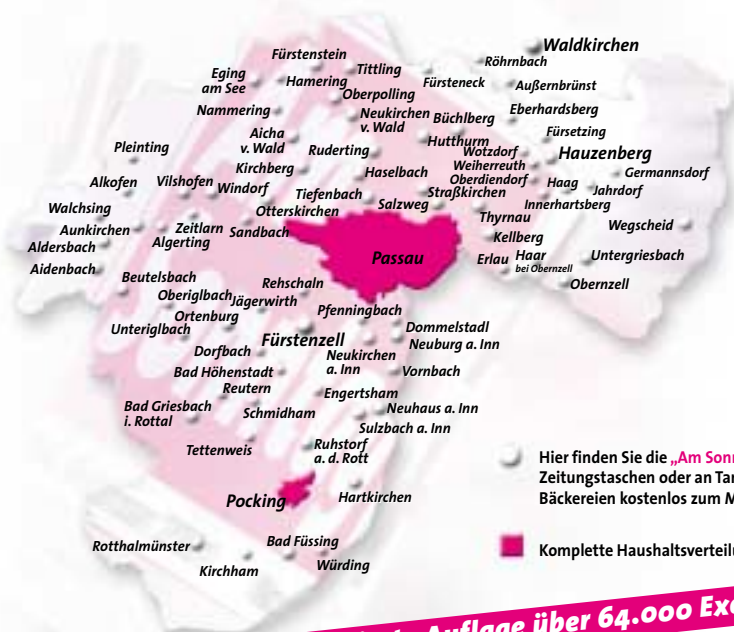 Waldkirchen
Fürstenstein
Röhrnbach
Tittling
Eging
am See
Hamering
Fürsteneck
Außernbrünst
Oberpolling
Nammering
Neukirchen
v. Wald
Büchlberg
Eberhardsberg
Aicha
v. Wald
Fürsetzing
Hutthurm
Pleinting
Ruderting
Wotzdorf
Hauzenberg
Kirchberg
Haselbach
Weiherreuth
Germannsdorf
Oberdiendorf
Alkofen
Vilshofen
Windorf
Tiefenbach
Straßkirchen
Haag
Jahrdorf
Walchsing
Otterskirchen
Salzweg
Innerhartsberg
Thyrnau
Aunkirchen
Zeitlarn
Sandbach
Wegscheid
Aldersbach
Algerting
Kellberg
Passau
Erlau
Haar
bei Obernzell
Untergriesbach
Aidenbach
Beutelsbach
Rehschaln
Obernzell
Oberiglbach
Jägerwirth
Ortenburg
Pfenningbach
Unteriglbach
Dommelstadl
Fürstenzell
Neuburg a. Inn
Dorfbach
Neukirchen
a. Inn
Bad Höhenstadt
Vornbach
Reutern
Engertsham
Bad Griesbach
i. Rottal
Schmidham
Neuhaus a. Inn
Sulzbach a. Inn
Tettenweis
Ruhstorf
a. d. Rott
Pocking
Hartkirchen
Rotthalmünster
Bad Füssing
Kirchham
Würding
Hier finden Sie die „Am Sonn
Zeitungstaschen oder an Tan
Bäckereien kostenlos zum M
Komplette Haushaltsverteilu
Auflage über 64.000 Exe